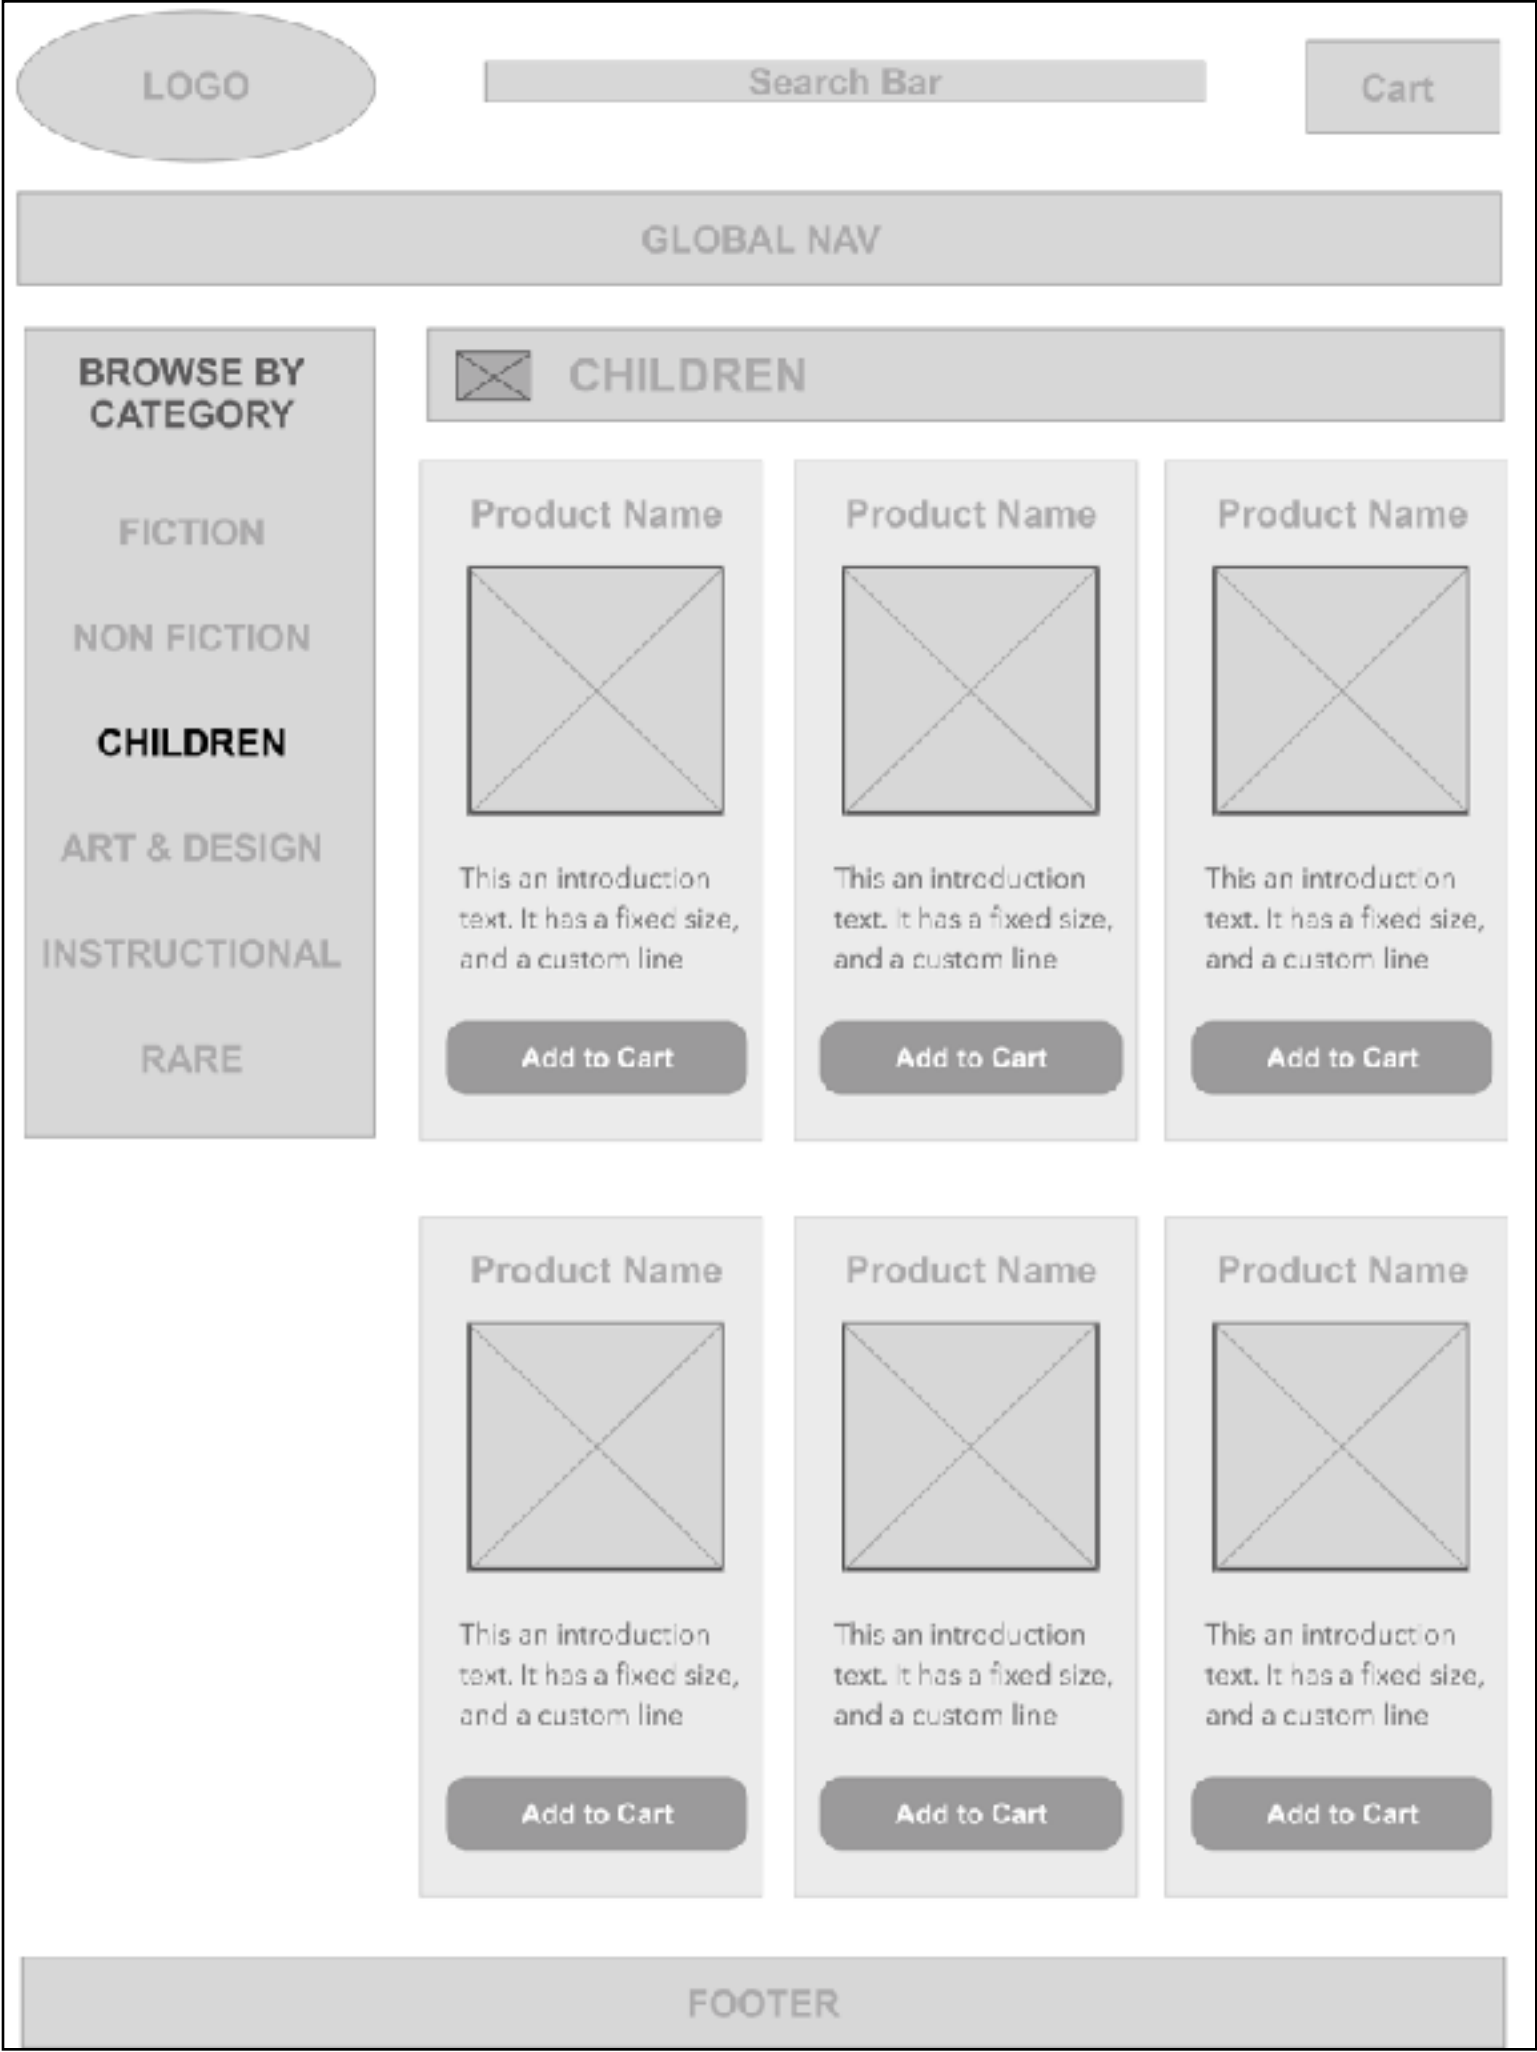 LOGO
Search Bar
Cart
GLOBAL NAV
BROWSE BY
CATEGORY
FICTION
NON FICTION
CHILDREN
ART & DESIGN
INSTRUCTIONAL
RARE
CHILDREN
Product Name
This an introduction
text. It has a fixed size,
and a custom line
Add to Cart
Product Name
This an introduction
text. It has a fixed size,
and a custom line
Add to Cart
Product Name
This an introduction
text. It has a fixed size,
and a custom line
Add to Cart
Product Name
This an introduction
text. It has a fixed size,
and a custom line
Add to Cart
Product Name
This an introduction
text. It has a fixed size,
and a custom line
Add to Cart
Product Name
This an introduction
text. It has a fixed size,
and a custom line
Add to Cart
FOOTER